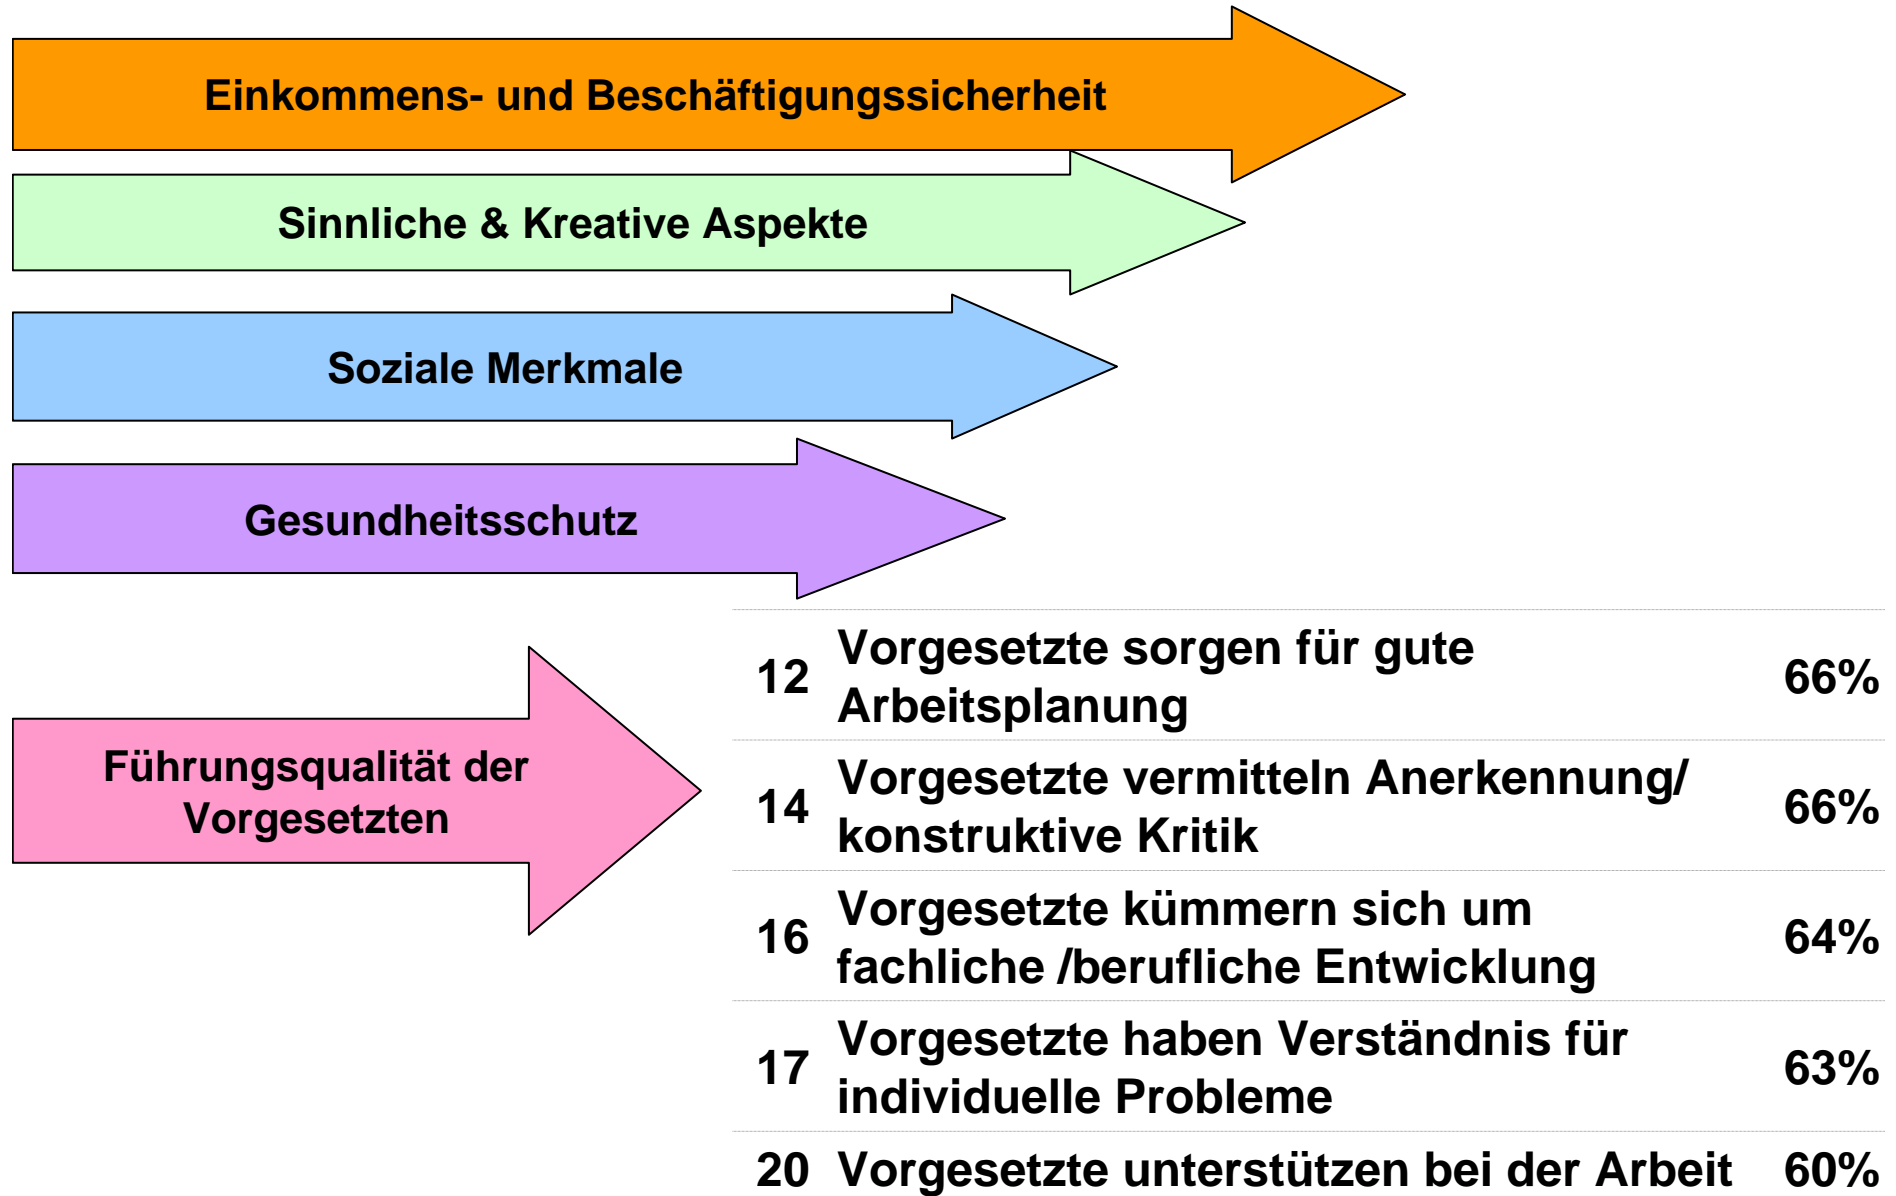 Einkommens- und Beschäftigungssicherheit
Sinnliche & Kreative Aspekte
Soziale Merkmale
Gesundheitsschutz
Führungsqualität der
Vorgesetzten
12 Vorgesetzte sorgen für gute
Arbeitsplanung 66%
14 Vorgesetzte vermitteln Anerkennung/
konstruktive Kritik 66%
16 Vorgesetzte kümmern sich um
fachliche /berufliche Entwicklung 64%
17 Vorgesetzte haben Verständnis für
individuelle Probleme 63%
20 Vorgesetzte unterstützen bei der Arbeit 60%